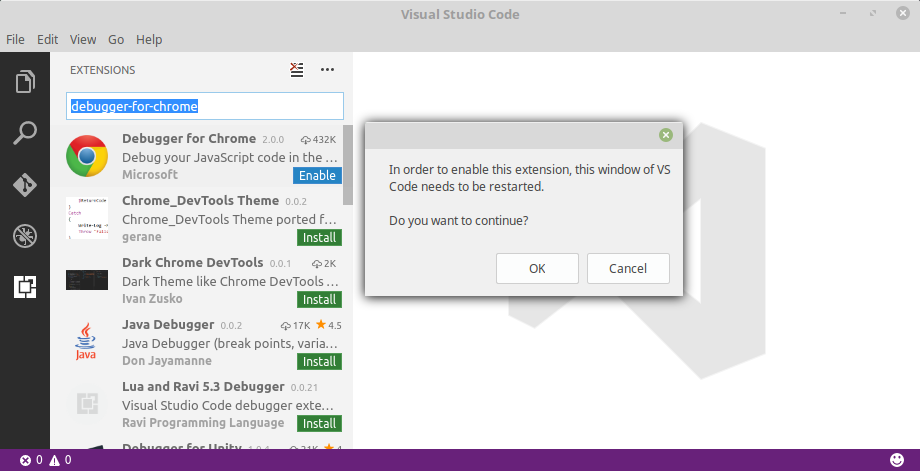 Visual Studio Code
File Edit View Go Help
EXTENSIONS
debugger-for-chrome
Debugger for Chrome 2.0.0 432K
Debug your JavaScript code in the ...
Microsoft Enable
Chrome_DevTools Theme 0.0.2
Chrome_DevTools Theme ported f...
gerane Install
Dark Chrome DevTools 0.0.1 2K
Dark Theme like Chrome DevTools ...
Ivan Zusko Install
Java Debugger 0.0.2 17K 4.5
Java Debugger (break points, varia...
Don Jayamanne Install
Lua and Ravi 5.3 Debugger 0.0.21
Visual Studio Code debugger exte...
Ravi Programming Language Install
Debugger for Unity
In order to enable this extension, this window of VS
Code needs to be restarted.
Do you want to continue?
OK Cancel
Java
0 0